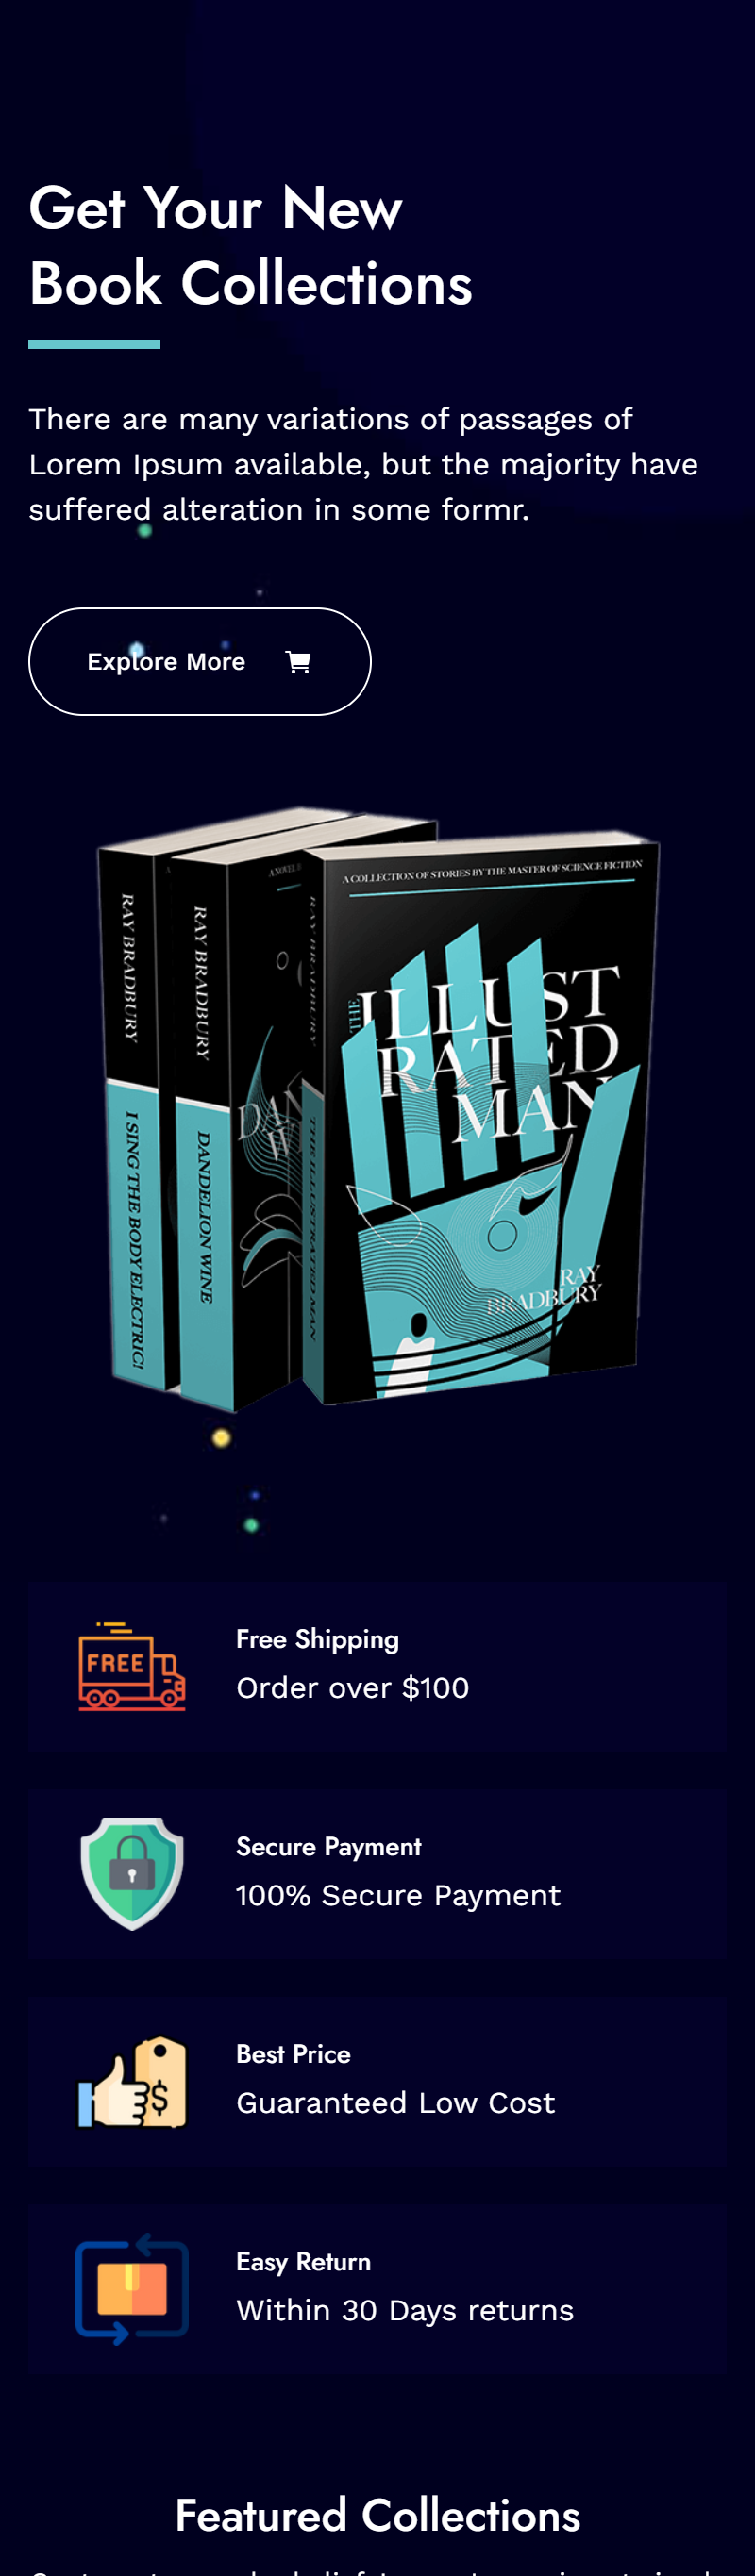 Get Your New
Book Collections
There are many variations of passages of
Lorem Ipsum available, but the majority have
suffered alteration in some formr.
Explore More
RAY BRADBURY
I SING THE BODY ELECTRIC!
RAY BRADBURY
DANDELION WINE
RAY BRADBURY
THE ILLUSTRATED MAN
A COLLECTION OF STORIES BY THE MASTER OF SCIENCE FICTION
THE
ILLUST
RATED
MAN
RAY
BRADBURY
FREE
Free Shipping
Order over $100
Secure Payment
100% Secure Payment
$
Best Price
Guaranteed Low Cost
Easy Return
Within 30 Days returns
Featured Collections